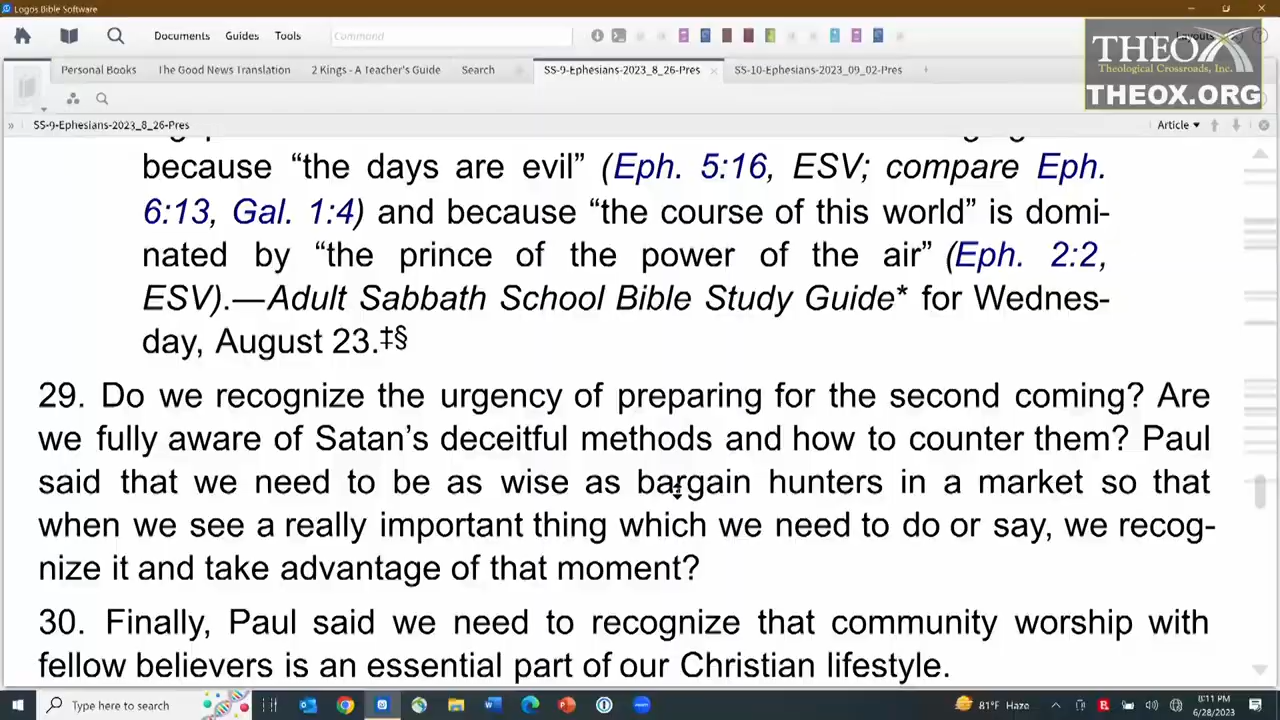 Logos Bible Software
Documents Guides Tools Command
THEOX
Theological Crossroads, Inc.
THEOX.ORG
Personal Books The Good News Translation 2 Kings - A Teacher's Guide SS-9-Ephesians-2023_8_26-Pres SS-10-Ephesians-2023_09_02-Pres
SS-9-Ephesians-2023_8_26-Pres Article
because “the days are evil” (Eph. 5:16, ESV; compare Eph.
6:13, Gal. 1:4) and because “the course of this world” is domi-
nated by “the prince of the power of the air” (Eph. 2:2,
ESV).—Adult Sabbath School Bible Study Guide* for Wednes-
day, August 23.‡§
29. Do we recognize the urgency of preparing for the second coming? Are
we fully aware of Satan’s deceitful methods and how to counter them? Paul
said that we need to be as wise as bargain hunters in a market so that
when we see a really important thing which we need to do or say, we recog-
nize it and take advantage of that moment?
30. Finally, Paul said we need to recognize that community worship with
fellow believers is an essential part of our Christian lifestyle.
Type here to search 81°F Haze 8:11 PM
6/28/2023